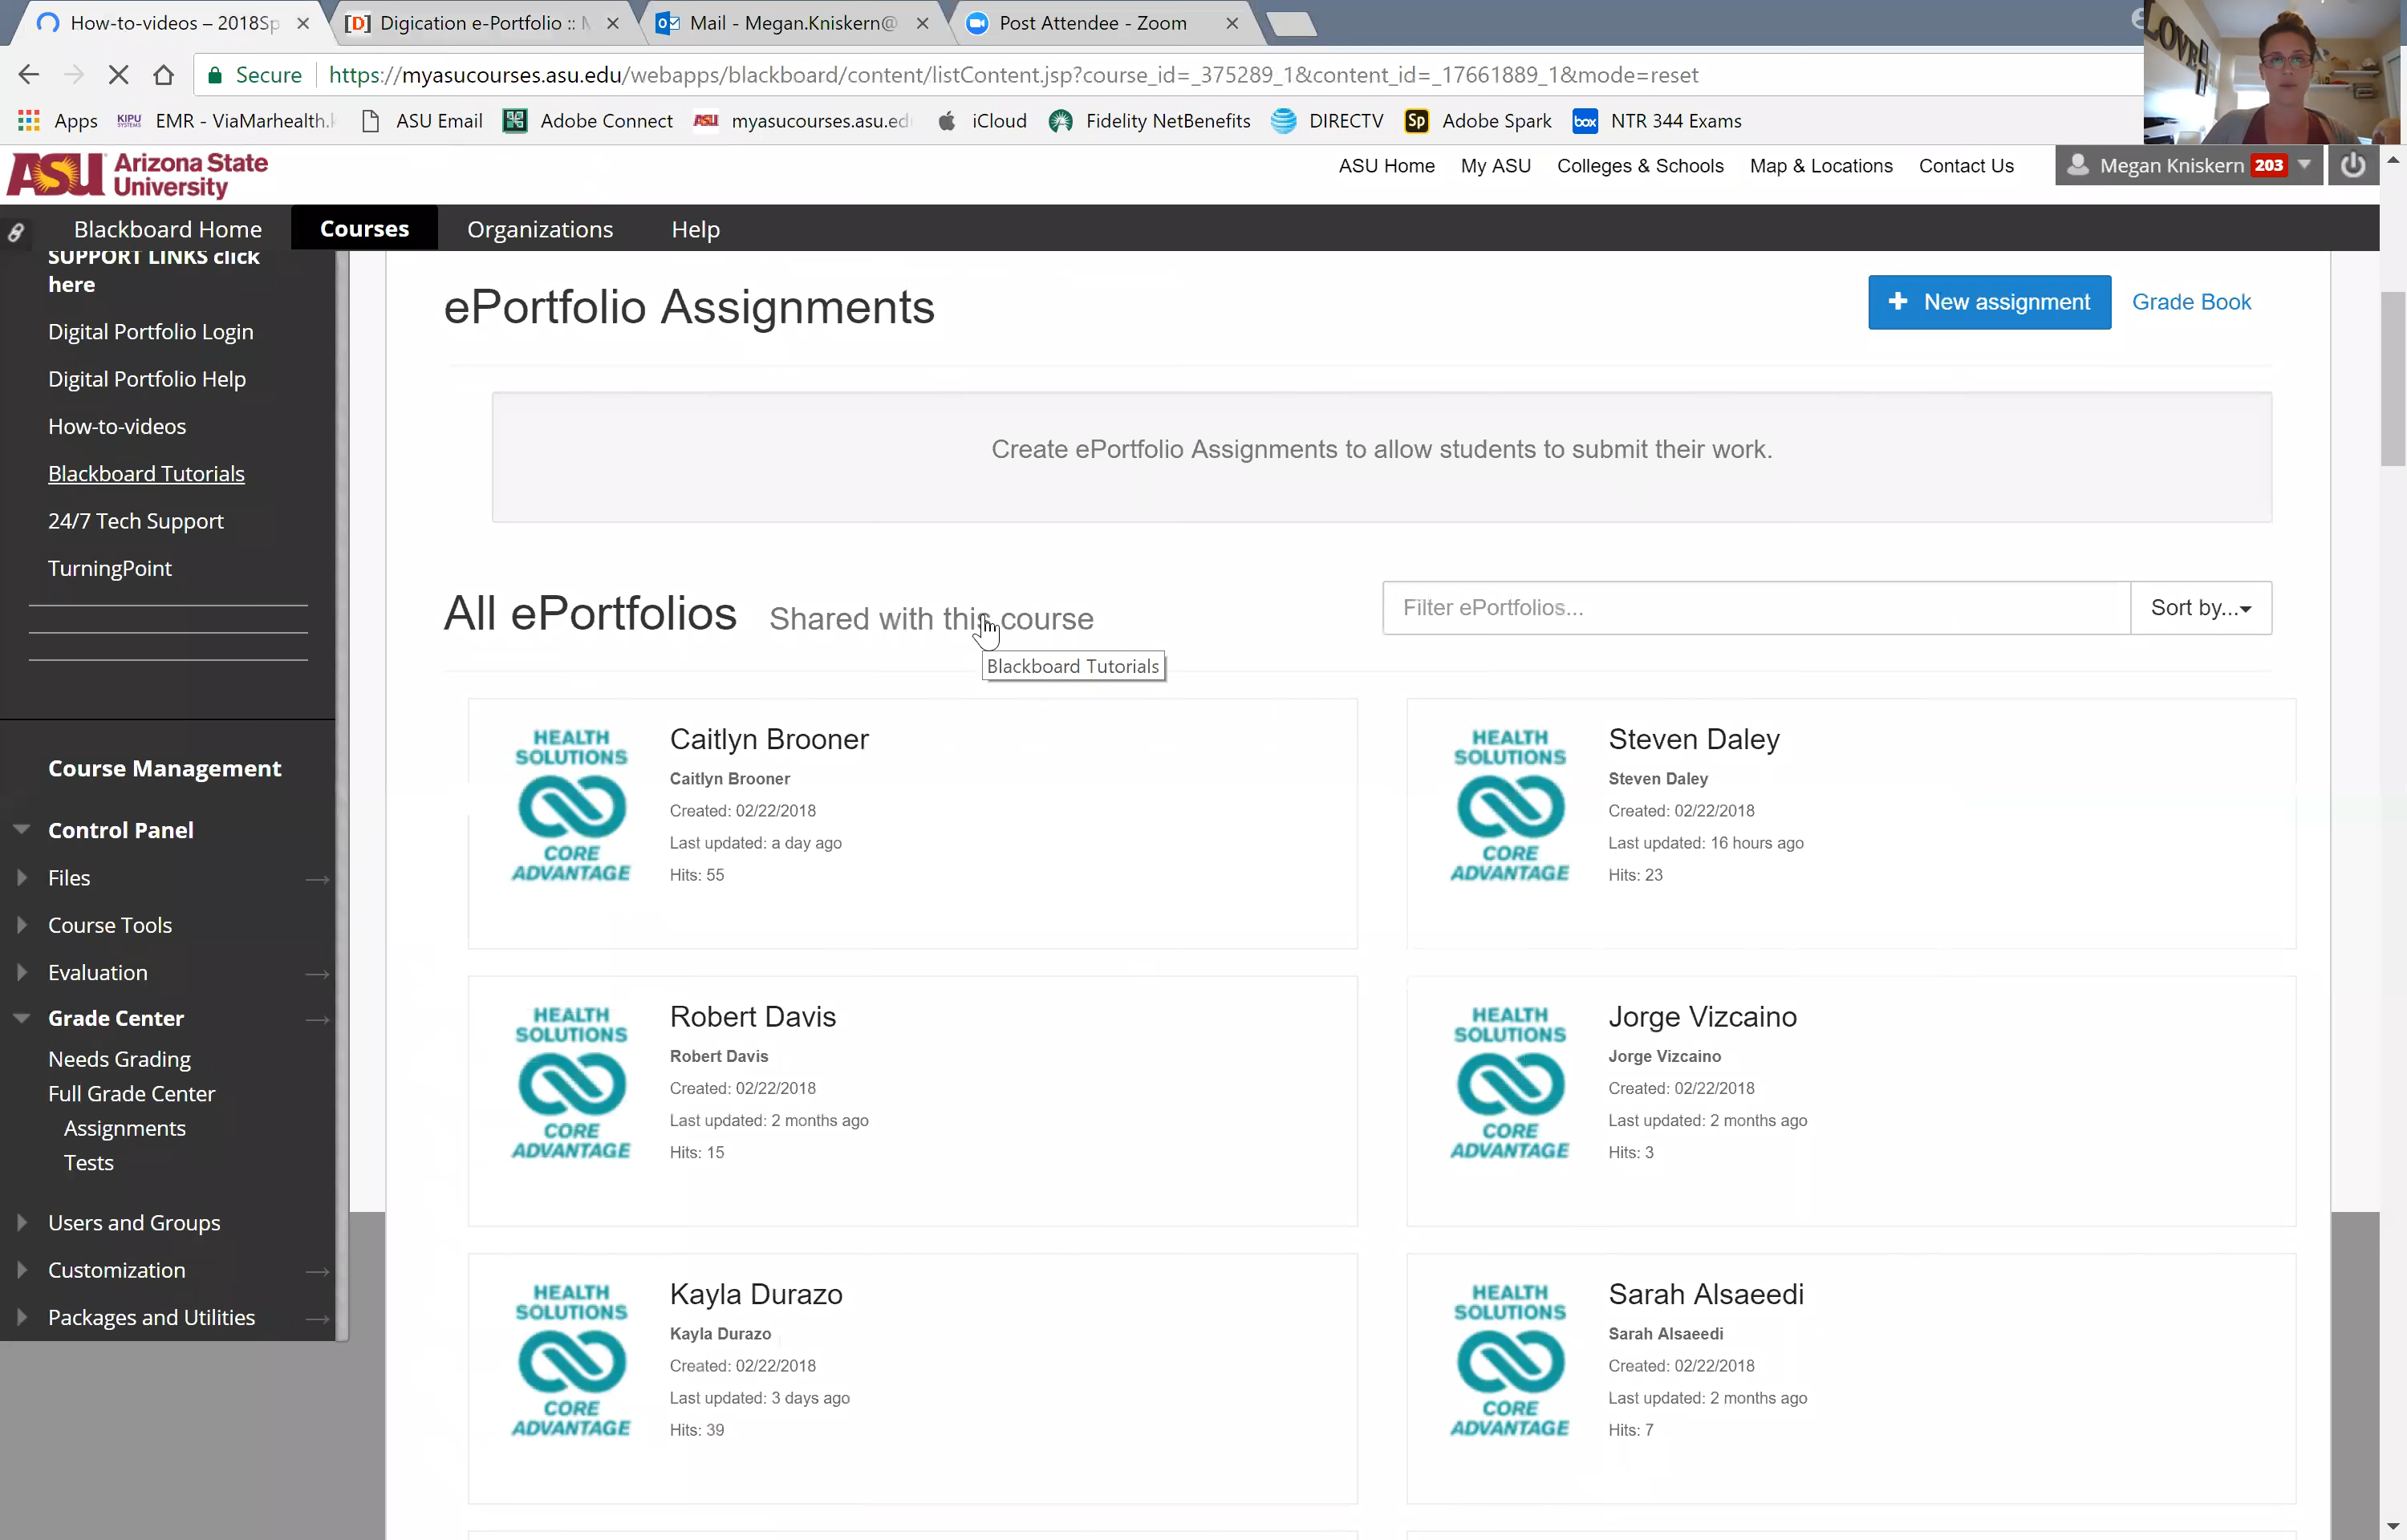 How-to-videos – 2018Sp
Digication e-Portfolio ::
Mail - Megan.Kniskern@
Post Attendee - Zoom
Secure
https://myasucourses.asu.edu/webapps/blackboard/content/listContent.jsp?course_id=_375289_1&content_id=_17661889_1&mode=reset
Apps
KIPU SYSTEMS
EMR - ViaMarhealth.
ASU Email
Adobe Connect
ASU
myasucourses.asu.ed
iCloud
Fidelity NetBenefits
DIRECTV
Sp
Adobe Spark
box
NTR 344 Exams
LOVE
ASU Arizona State
University
ASU Home
My ASU
Colleges & Schools
Map & Locations
Contact Us
Megan Kniskern 203
Blackboard Home
Courses
Organizations
Help
SUPPORT LINKS click
here
Digital Portfolio Login
Digital Portfolio Help
How-to-videos
Blackboard Tutorials
24/7 Tech Support
TurningPoint
Course Management
Control Panel
Files
Course Tools
Evaluation
Grade Center
Needs Grading
Full Grade Center
Assignments
Tests
Users and Groups
Customization
Packages and Utilities
ePortfolio Assignments
+ New assignment
Grade Book
Create ePortfolio Assignments to allow students to submit their work.
All ePortfolios Shared with this course
Filter ePortfolios...
Sort by...
Blackboard Tutorials
HEALTH
SOLUTIONS
CORE
ADVANTAGE
Caitlyn Brooner
Caitlyn Brooner
Created: 02/22/2018
Last updated: a day ago
Hits: 55
HEALTH
SOLUTIONS
CORE
ADVANTAGE
Steven Daley
Steven Daley
Created: 02/22/2018
Last updated: 16 hours ago
Hits: 23
HEALTH
SOLUTIONS
CORE
ADVANTAGE
Robert Davis
Robert Davis
Created: 02/22/2018
Last updated: 2 months ago
Hits: 15
HEALTH
SOLUTIONS
CORE
ADVANTAGE
Jorge Vizcaino
Jorge Vizcaino
Created: 02/22/2018
Last updated: 2 months ago
Hits: 3
HEALTH
SOLUTIONS
CORE
ADVANTAGE
Kayla Durazo
Kayla Durazo
Created: 02/22/2018
Last updated: 3 days ago
Hits: 39
HEALTH
SOLUTIONS
CORE
ADVANTAGE
Sarah Alsaeedi
Sarah Alsaeedi
Created: 02/22/2018
Last updated: 2 months ago
Hits: 7